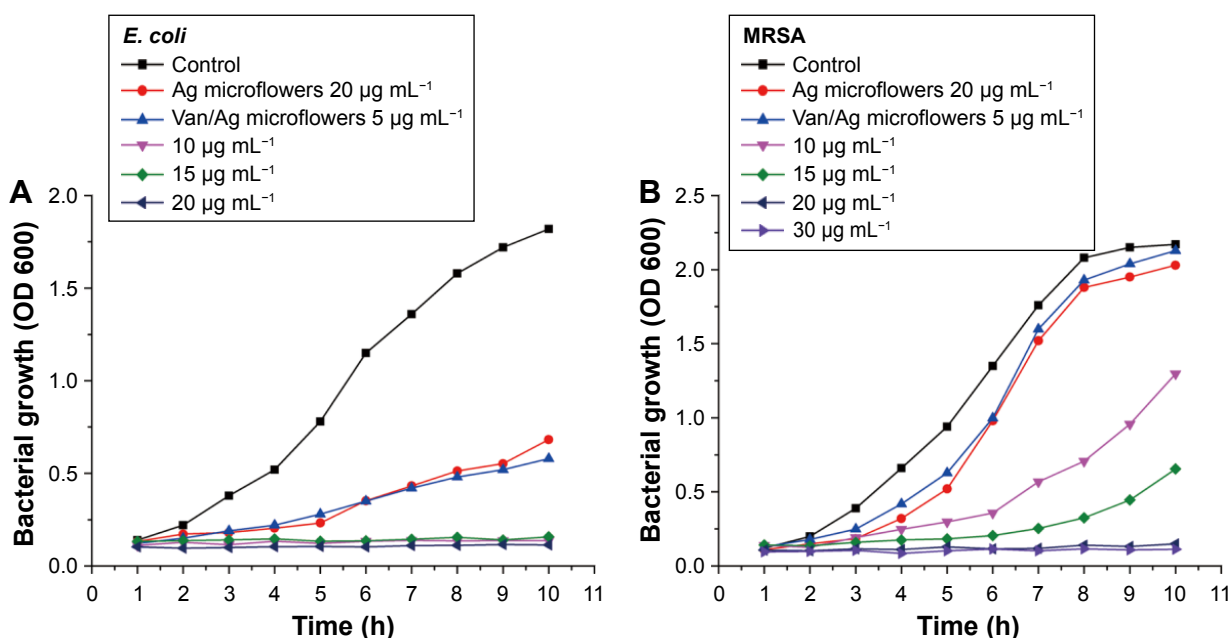 E. coli
Control
Ag microflowers 20 µg mL⁻¹
Van/Ag microflowers 5 µg mL⁻¹
10 µg mL⁻¹
15 µg mL⁻¹
20 µg mL⁻¹
A
Bacterial growth (OD 600)
2.0
1.5
1.0
0.5
0.0
0 1 2 3 4 5 6 7 8 9 10 11
Time (h)
MRSA
Control
Ag microflowers 20 µg mL⁻¹
Van/Ag microflowers 5 µg mL⁻¹
10 µg mL⁻¹
15 µg mL⁻¹
20 µg mL⁻¹
30 µg mL⁻¹
B
Bacterial growth (OD 600)
2.5
2.0
1.5
1.0
0.5
0.0
0 1 2 3 4 5 6 7 8 9 10 11
Time (h)